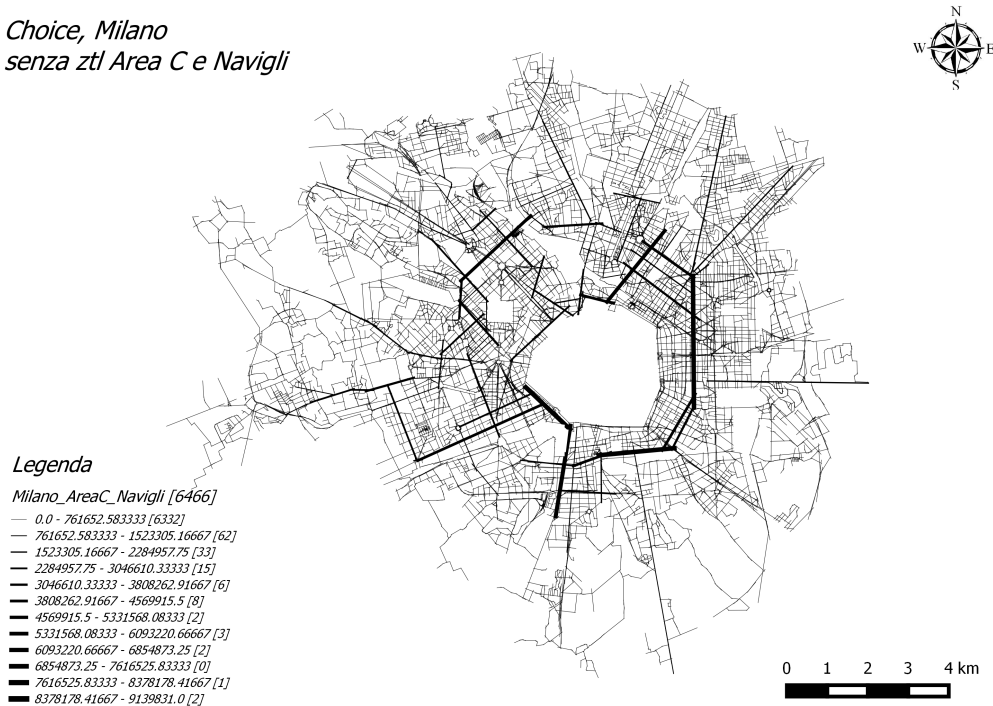 Choice, Milano
senza ztl Area C e Navigli
N
W E
S
Legenda
Milano_AreaC_Navigli [6466]
0.0 - 761652.583333 [6332]
761652.583333 - 1523305.16667 [62]
1523305.16667 - 2284957.75 [33]
2284957.75 - 3046610.33333 [15]
3046610.33333 - 3808262.91667 [6]
3808262.91667 - 4569915.5 [8]
4569915.5 - 5331568.08333 [2]
5331568.08333 - 6093220.66667 [3]
6093220.66667 - 6854873.25 [2]
6854873.25 - 7616525.83333 [0]
7616525.83333 - 8378178.41667 [1]
8378178.41667 - 9139831.0 [2]
0 1 2 3 4 km